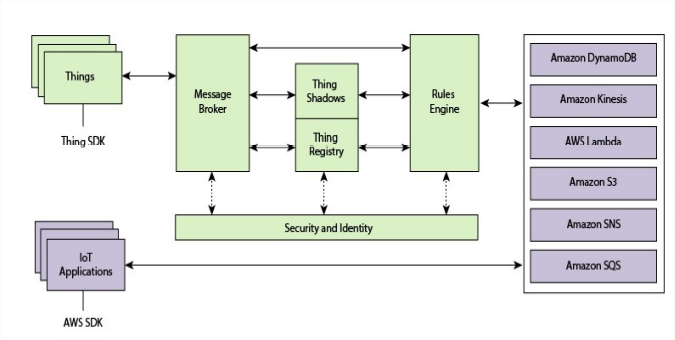 Things
Thing SDK
Message
Broker
Thing
Shadows
Thing
Registry
Rules
Engine
Security and Identity
IoT
Applications
AWS SDK
Amazon DynamoDB
Amazon Kinesis
AWS Lambda
Amazon S3
Amazon SNS
Amazon SQS